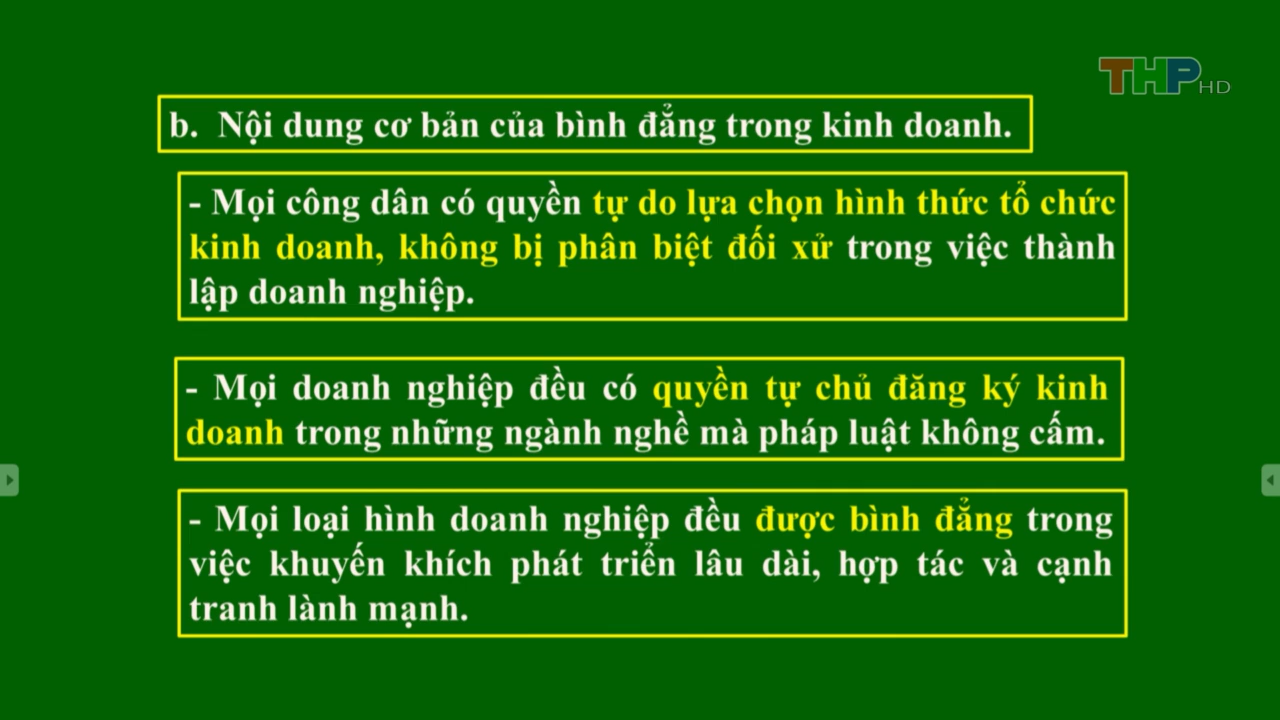 THP HD
b. Nội dung cơ bản của bình đẳng trong kinh doanh.
- Mọi công dân có quyền tự do lựa chọn hình thức tổ chức
kinh doanh, không bị phân biệt đối xử trong việc thành
lập doanh nghiệp.
- Mọi doanh nghiệp đều có quyền tự chủ đăng ký kinh
doanh trong những ngành nghề mà pháp luật không cấm.
- Mọi loại hình doanh nghiệp đều được bình đẳng trong
việc khuyến khích phát triển lâu dài, hợp tác và cạnh
tranh lành mạnh.